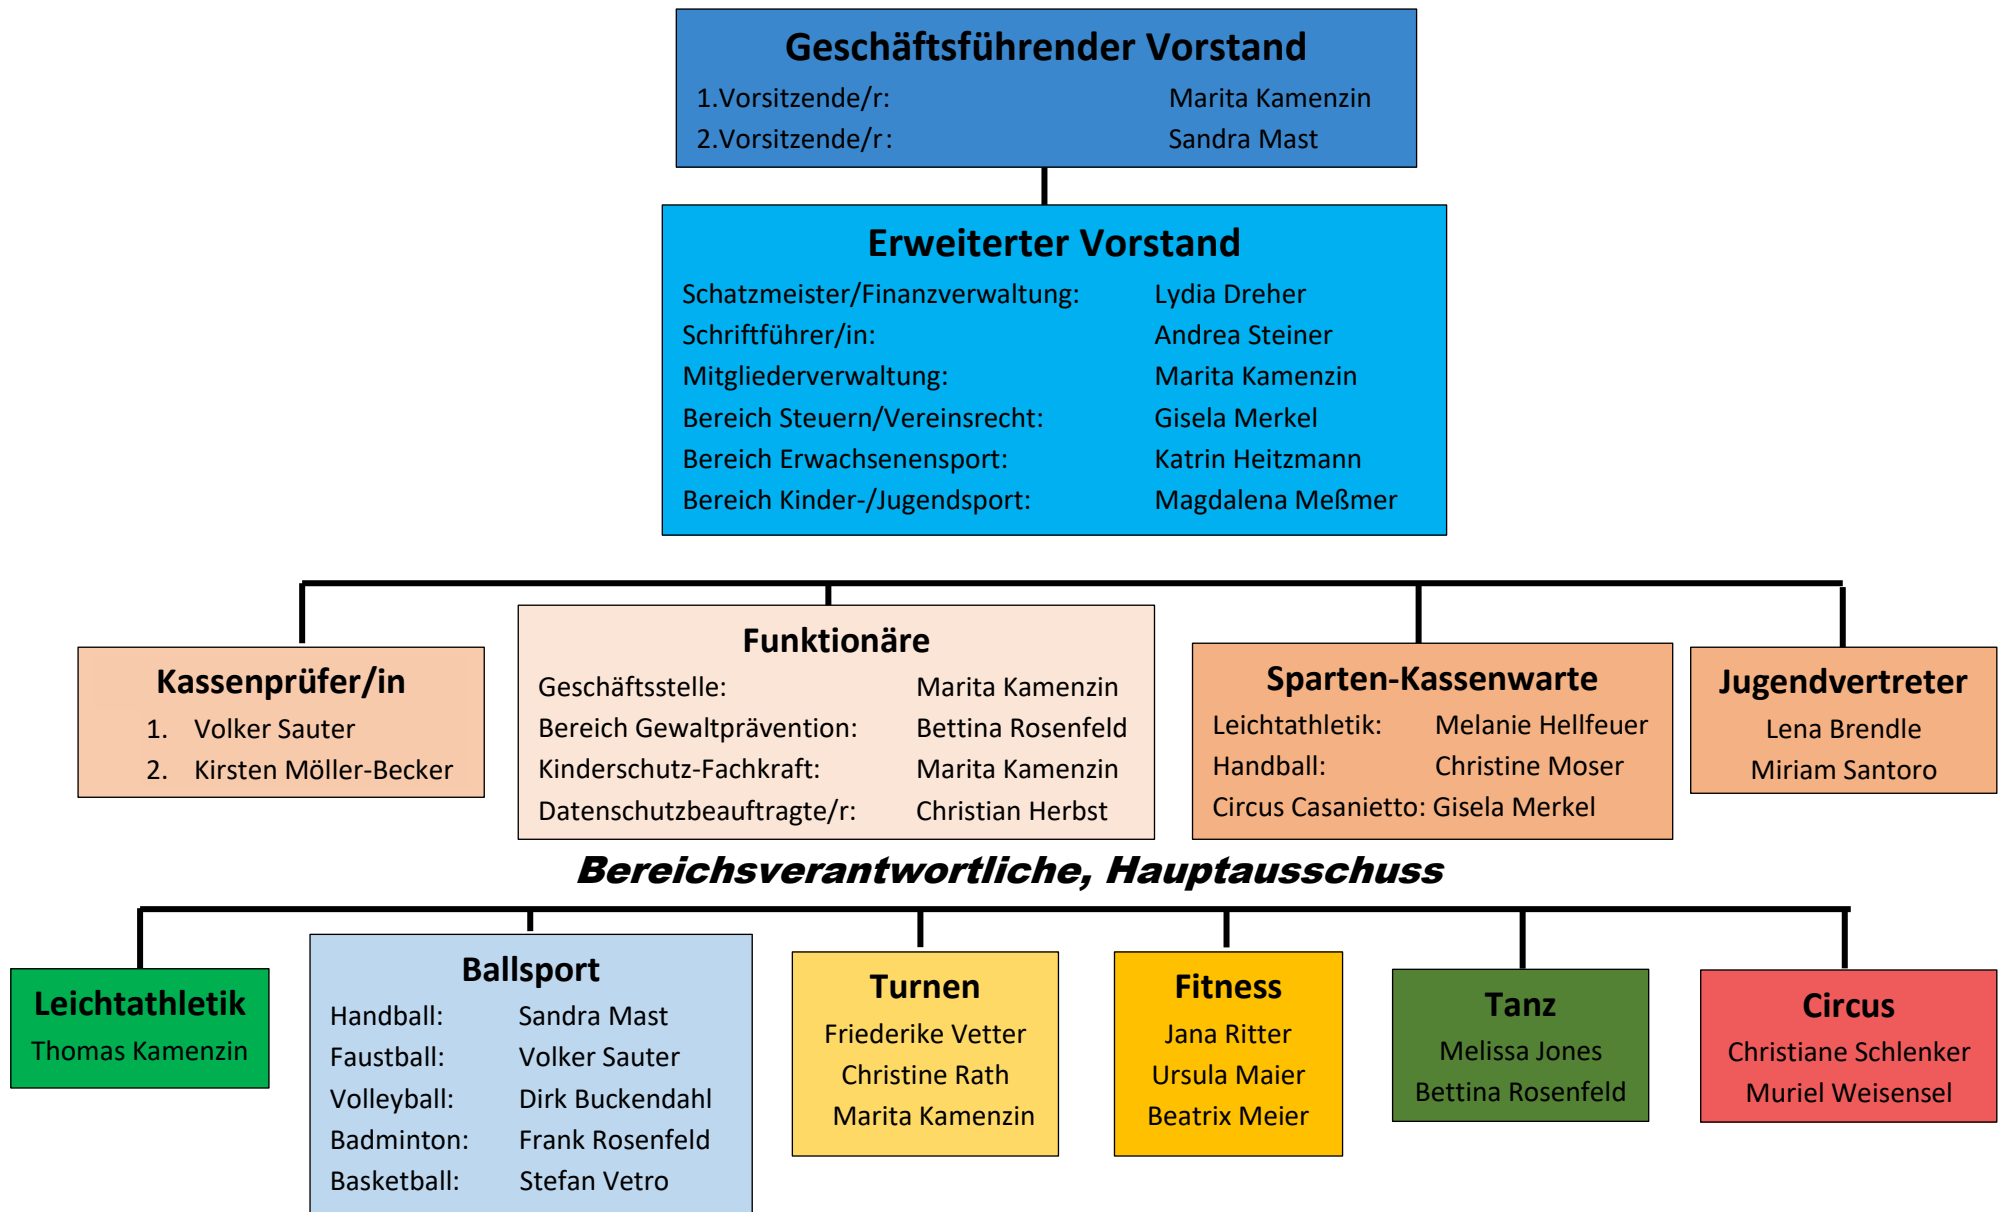 Geschäftsführender Vorstand
1.Vorsitzende/r: Marita Kamenzin
2.Vorsitzende/r: Sandra Mast
Erweiterter Vorstand
Schatzmeister/Finanzverwaltung: Lydia Dreher
Schriftführer/in: Andrea Steiner
Mitgliederverwaltung: Marita Kamenzin
Bereich Steuern/Vereinsrecht: Gisela Merkel
Bereich Erwachsenensport: Katrin Heitzmann
Bereich Kinder-/Jugendsport: Magdalena Meßmer
Kassenprüfer/in
1. Volker Sauter
2. Kirsten Möller-Becker
Funktionäre
Geschäftsstelle: Marita Kamenzin
Bereich Gewaltprävention: Bettina Rosenfeld
Kinderschutz-Fachkraft: Marita Kamenzin
Datenschutzbeauftragte/r: Christian Herbst
Sparten-Kassenwarte
Leichtathletik: Melanie Hellfeuer
Handball: Christine Moser
Circus Casanietto: Gisela Merkel
Jugendvertreter
Lena Brendle
Miriam Santoro
Bereichsverantwortliche, Hauptausschuss
Leichtathletik
Thomas Kamenzin
Ballsport
Handball: Sandra Mast
Faustball: Volker Sauter
Volleyball: Dirk Buckendahl
Badminton: Frank Rosenfeld
Basketball: Stefan Vetro
Turnen
Friederike Vetter
Christine Rath
Marita Kamenzin
Fitness
Jana Ritter
Ursula Maier
Beatrix Meier
Tanz
Melissa Jones
Bettina Rosenfeld
Circus
Christiane Schlenker
Muriel Weisensel